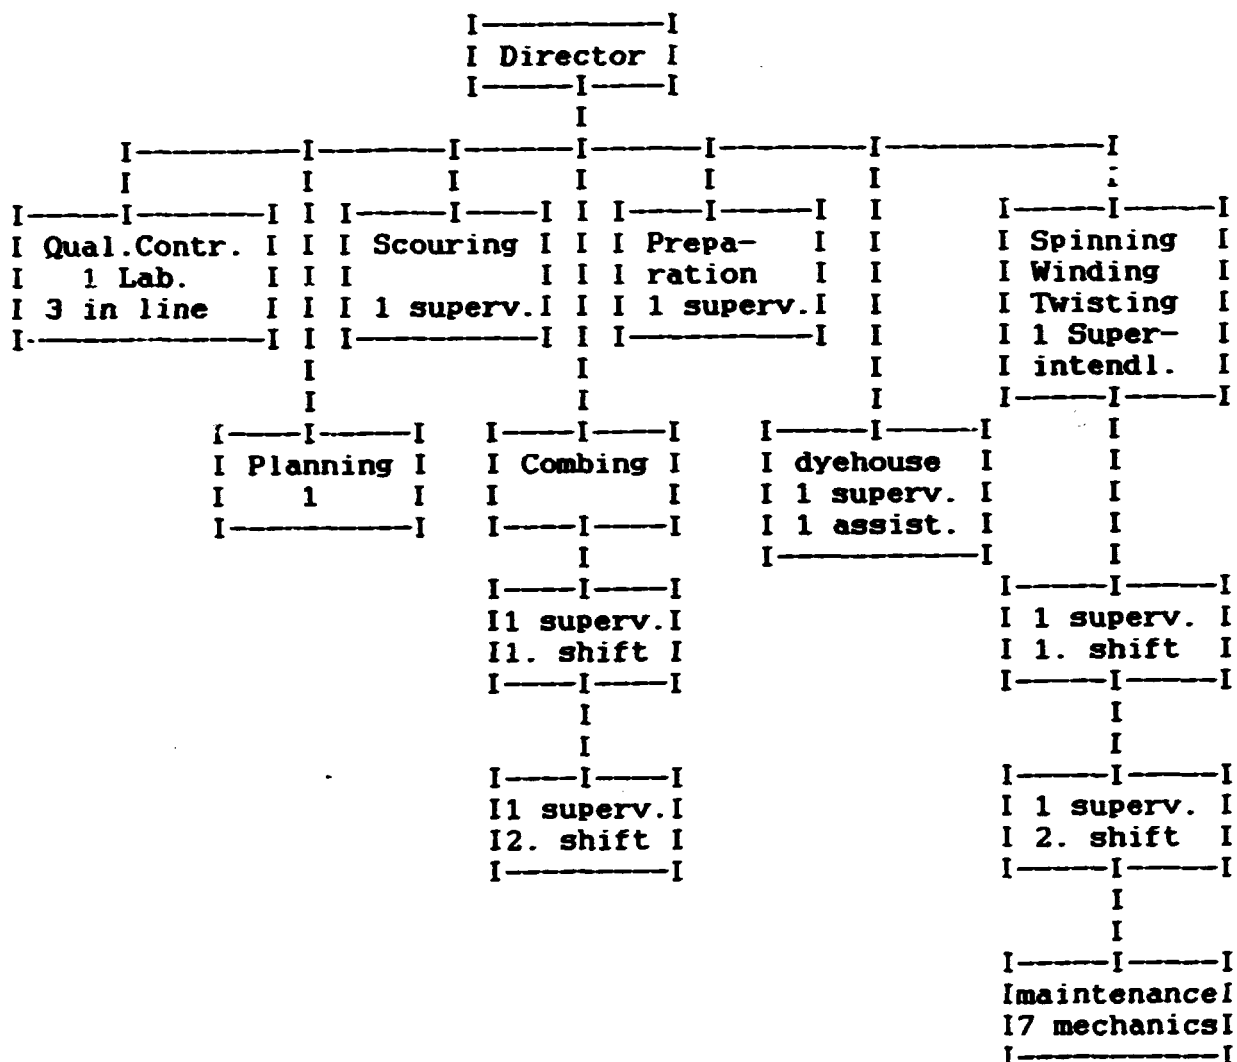 Director
Qual.Contr.
1 Lab.
3 in line
Scouring
1 superv.
Prepa-
ration
1 superv.
Spinning
Winding
Twisting
1 Super-
intendl.
Planning
1
Combing
dyehouse
1 superv.
1 assist.
1 superv.
1. shift
1 superv.
2. shift
1 superv.
1. shift
1 superv.
2. shift
maintenance
7 mechanics